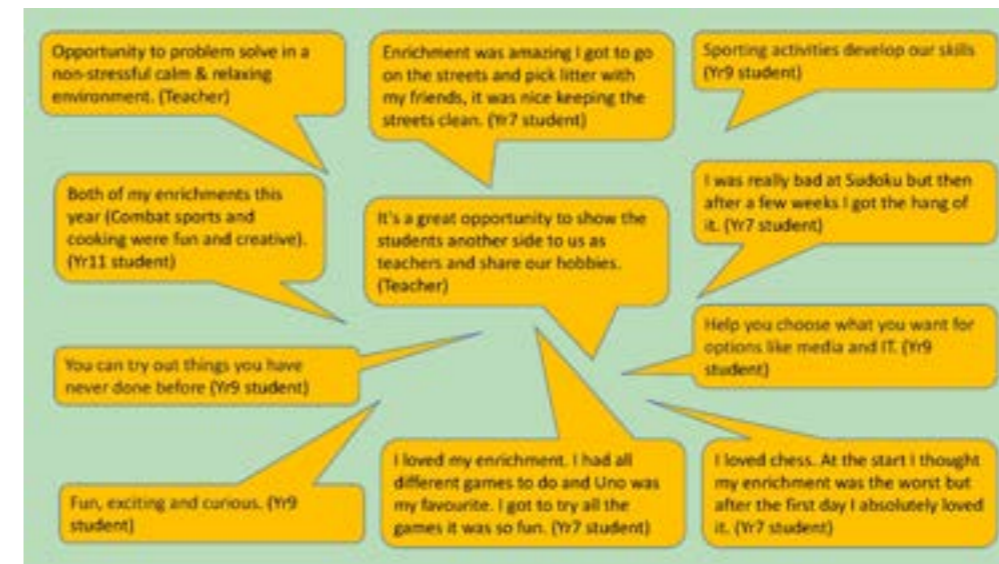 Opportunity to problem solve in a
non-stressful calm & relaxing
environment. (Teacher)
Enrichment was amazing I got to go
on the streets and pick litter with
my friends, it was nice keeping the
streets clean. (Yr7 student)
Sporting activities develop our skills
(Yr9 student)
Both of my enrichments this
year (Combat sports and
cooking were fun and creative).
(Yr11 student)
It's a great opportunity to show the
students another side to us as
teachers and share our hobbies.
(Teacher)
I was really bad at Sudoku but then
after a few weeks I got the hang of
it. (Yr7 student)
You can try out things you have
never done before (Yr9 student)
Help you choose what you want for
options like media and IT. (Yr9
student)
Fun, exciting and curious. (Yr9
student)
I loved my enrichment. I had all
different games to do and Uno was
my favourite. I got to try all the
games it was so fun. (Yr7 student)
I loved chess. At the start I thought
my enrichment was the worst but
after the first day I absolutely loved
it. (Yr7 student)